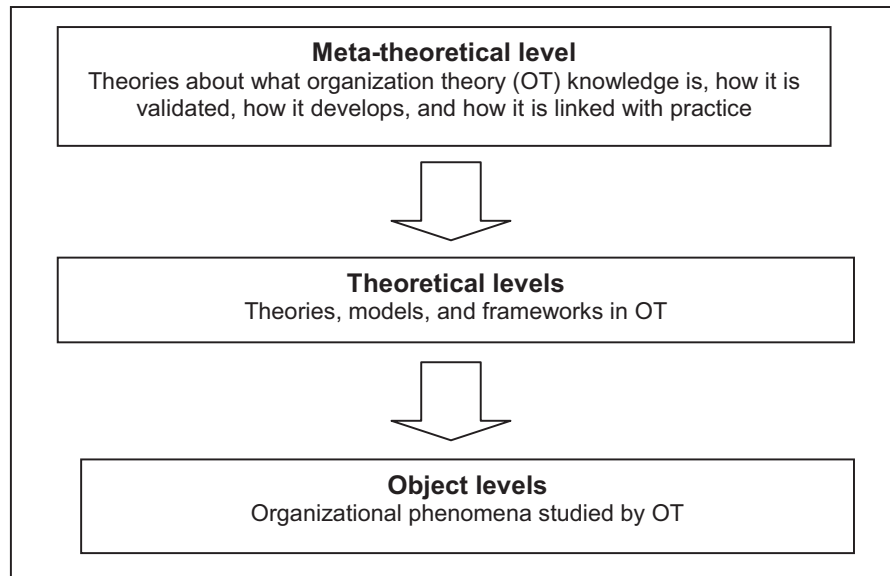 Meta-theoretical level
Theories about what organization theory (OT) knowledge is, how it is
validated, how it develops, and how it is linked with practice
Theoretical levels
Theories, models, and frameworks in OT
Object levels
Organizational phenomena studied by OT